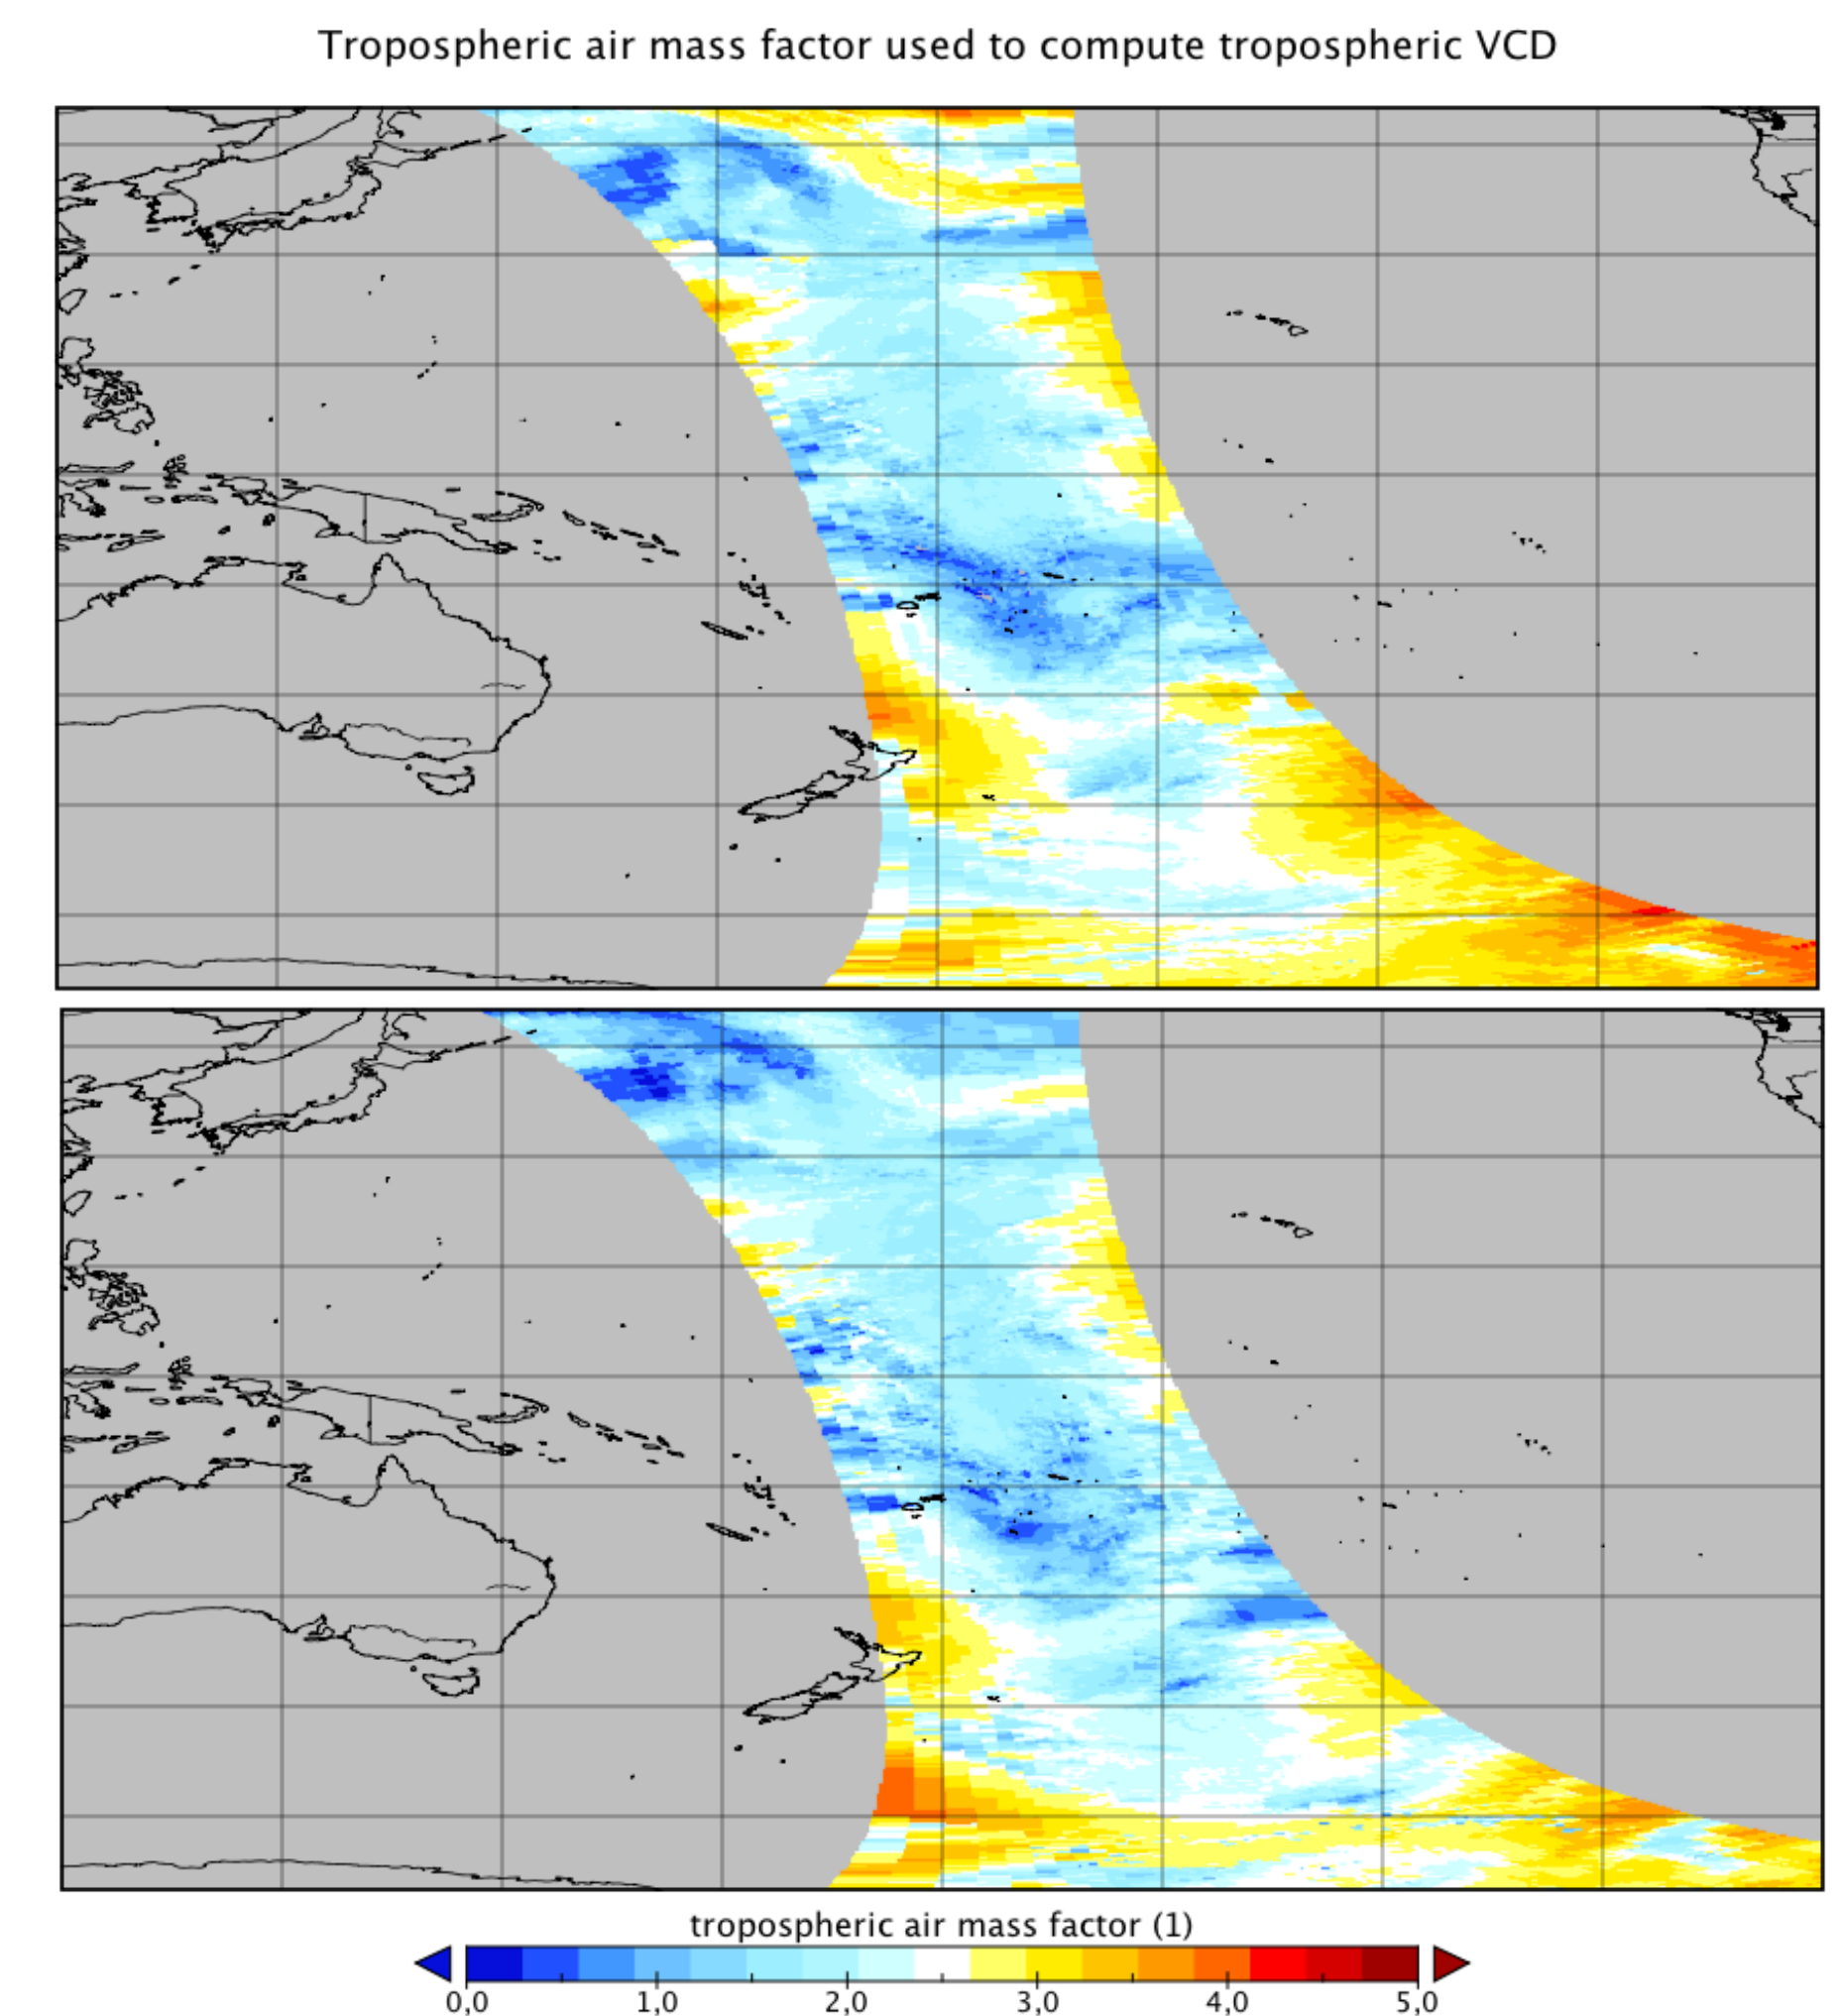 Tropospheric air mass factor used to compute tropospheric VCD
tropospheric air mass factor (1)
0,0 1,0 2,0 3,0 4,0 5,0